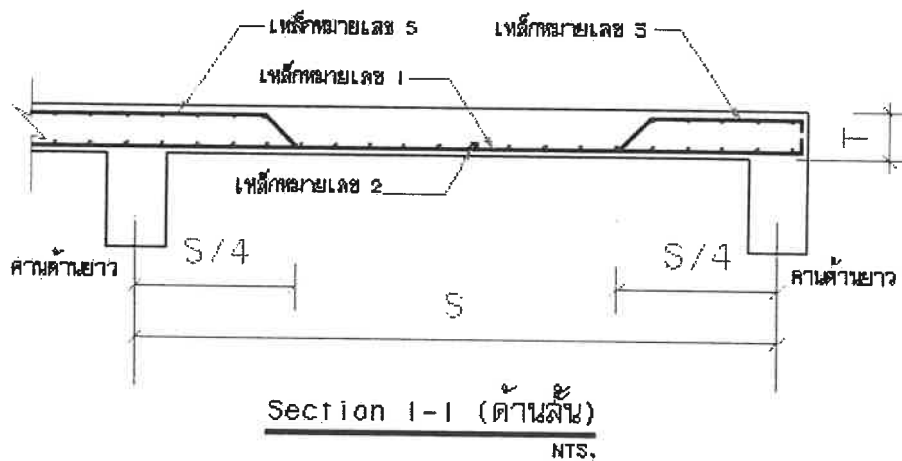 เหล็กหมายเลข 5
เหล็กหมายเลข 3
เหล็กหมายเลข 1
T
เหล็กหมายเลข 2
S/4
S/4
คานด้านยาว
คานด้านยาว
S
Section 1-1 (ด้านสั้น)
NTS.